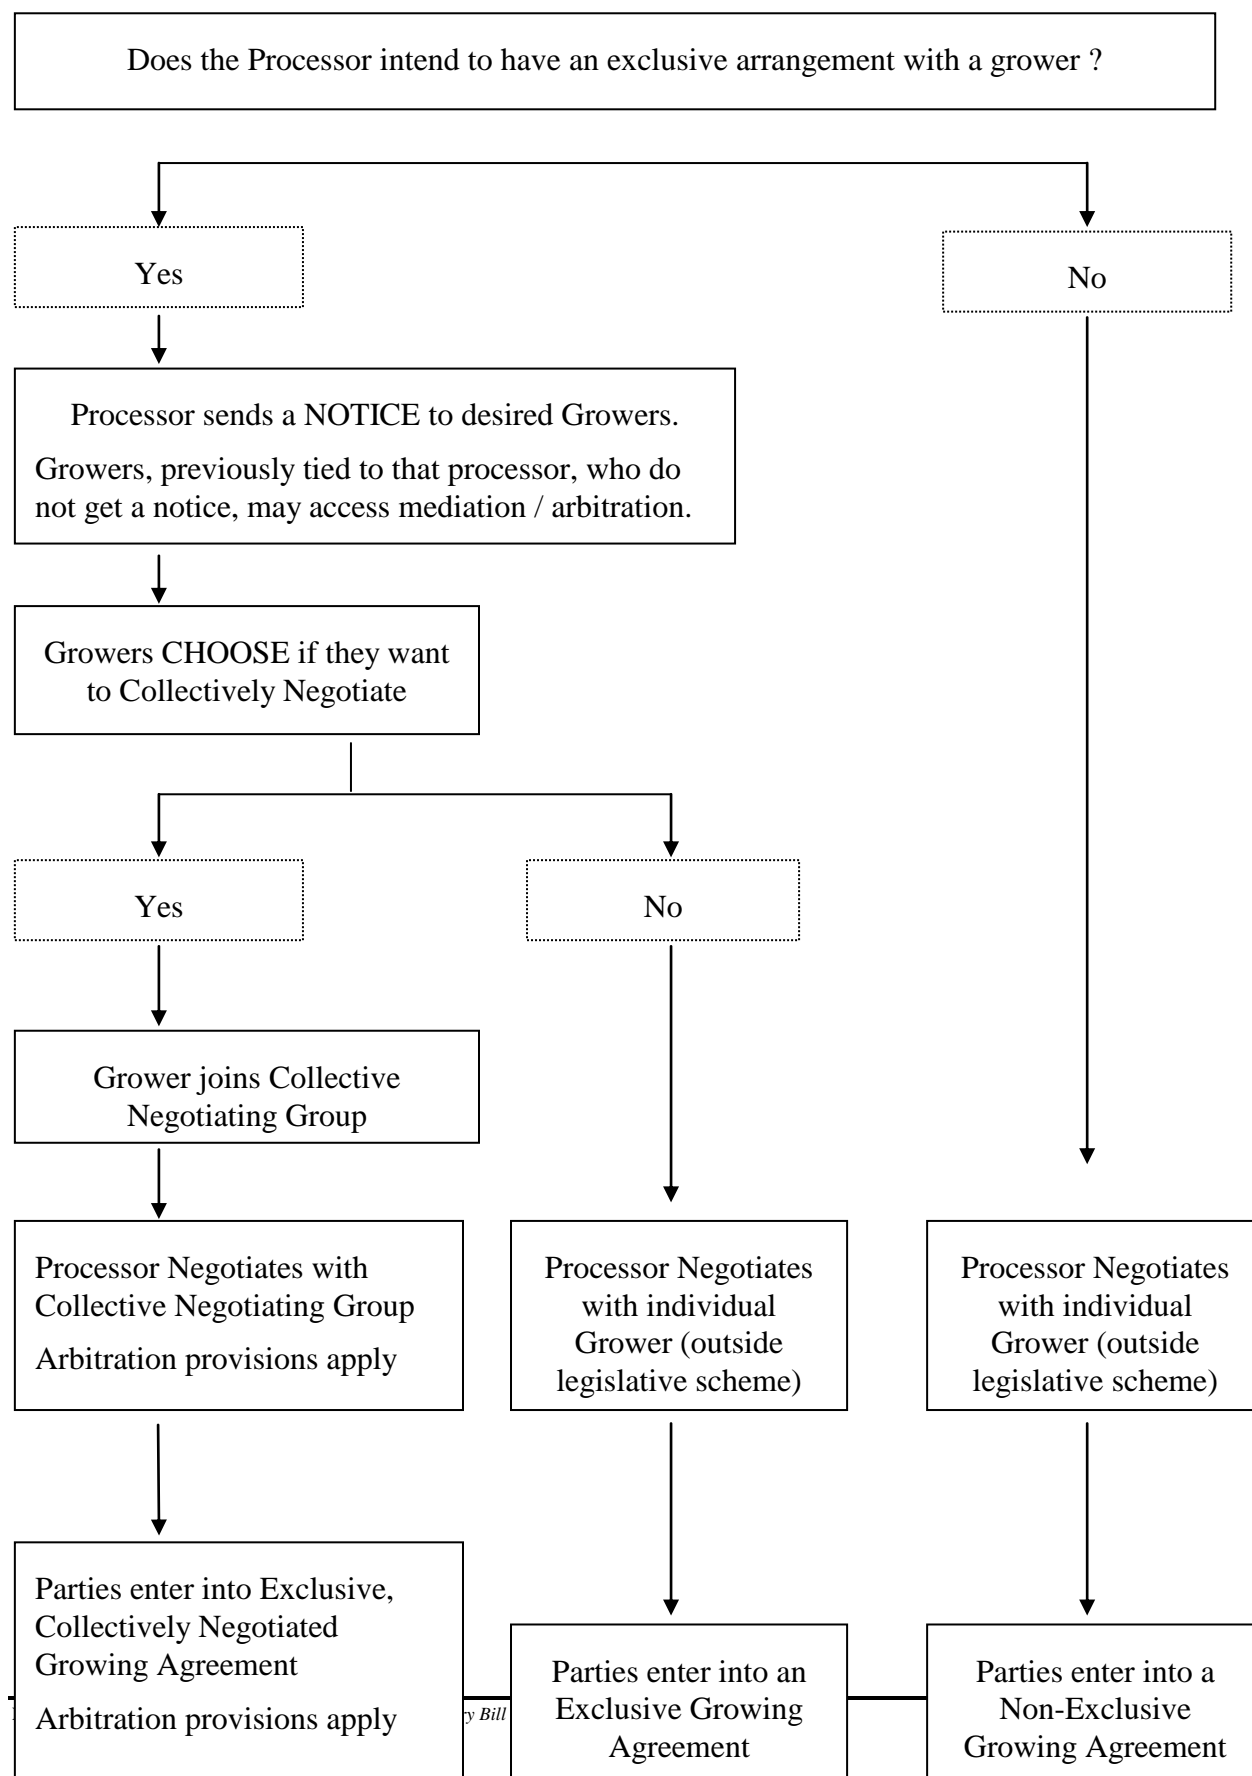 Does the Processor intend to have an exclusive arrangement with a grower ?
Yes
No
Processor sends a NOTICE to desired Growers.
Growers, previously tied to that processor, who do
not get a notice, may access mediation / arbitration.
Growers CHOOSE if they want
to Collectively Negotiate
Yes
No
Grower joins Collective
Negotiating Group
Processor Negotiates with
Collective Negotiating Group
Arbitration provisions apply
Processor Negotiates
with individual
Grower (outside
legislative scheme)
Processor Negotiates
with individual
Grower (outside
legislative scheme)
Parties enter into Exclusive,
Collectively Negotiated
Growing Agreement
Arbitration provisions apply
Parties enter into an
Exclusive Growing
Agreement
Parties enter into a
Non-Exclusive
Growing Agreement
Bill